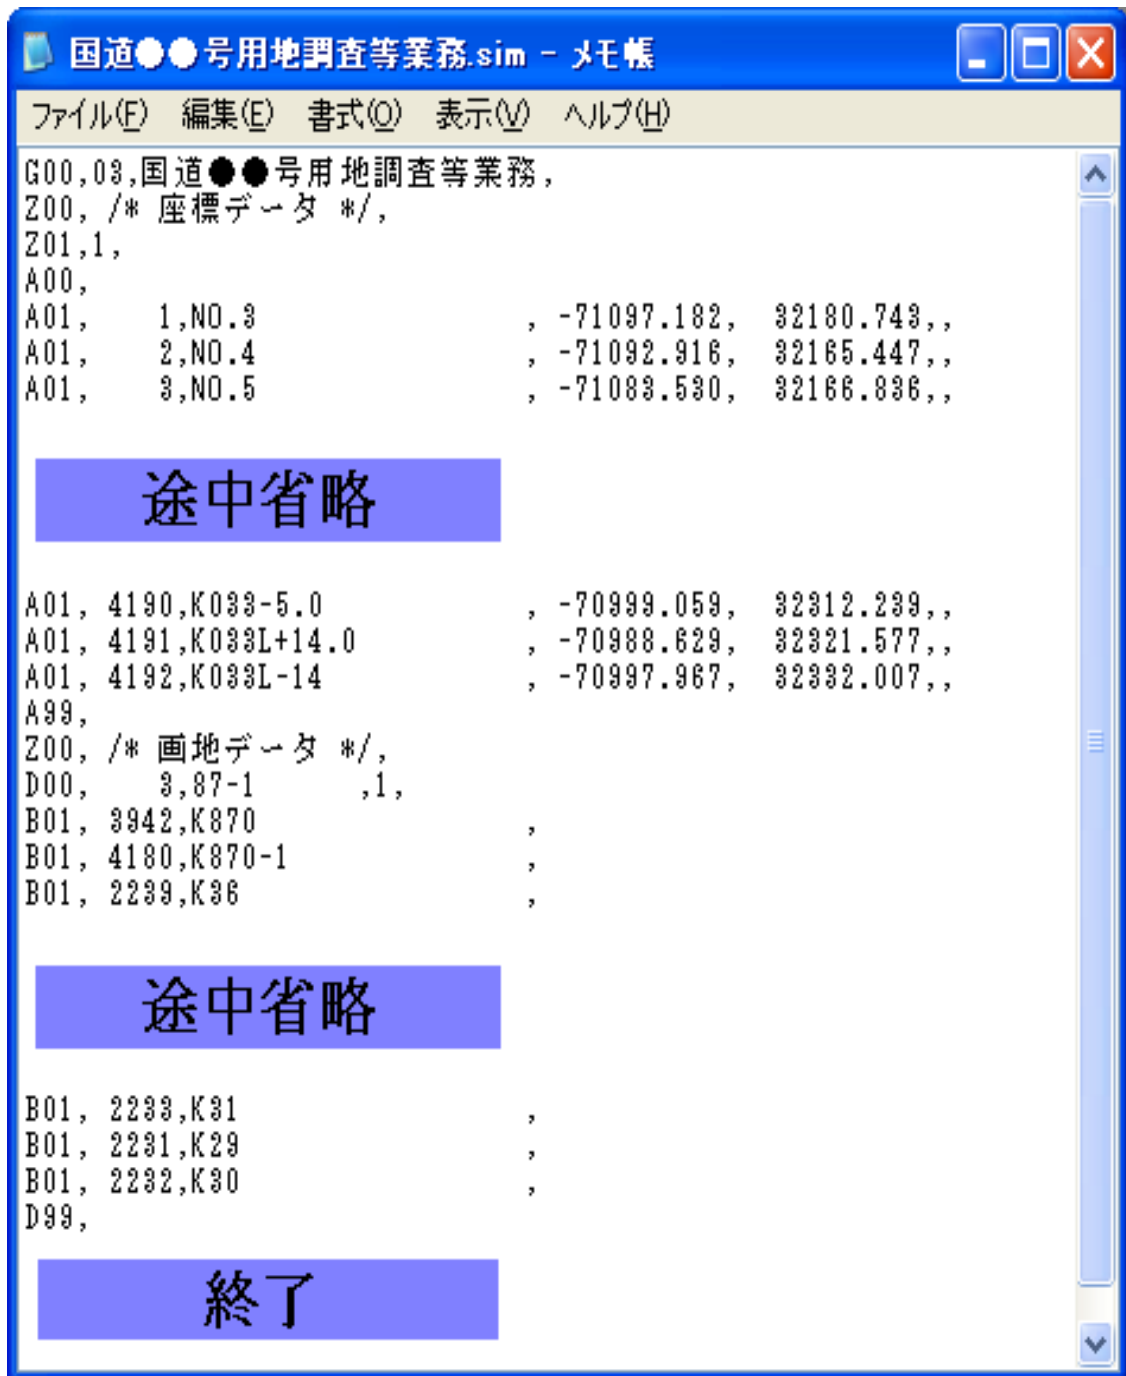 国道●●号用地調査等業務.sim - メモ帳
ファイル(F) 編集(E) 書式(O) 表示(V) ヘルプ(H)
G00,03,国道●●号用地調査等業務,
Z00, /* 座標データ */,
Z01,1,
A00,
A01,    1,NO.3                 , -71097.182,  32180.743,,
A01,    2,NO.4                 , -71092.916,  32165.447,,
A01,    3,NO.5                 , -71083.530,  32166.836,,
途中省略
A01, 4190,K033-5.0             , -70999.059,  32312.239,,
A01, 4191,K033L+14.0           , -70988.629,  32321.577,,
A01, 4192,K033L-14             , -70997.967,  32332.007,,
A99,
Z00, /* 画地データ */,
D00,    3,87-1      ,1,
B01, 3942,K870                 ,
B01, 4180,K870-1               ,
B01, 2239,K36                  ,
途中省略
B01, 2233,K31                  ,
B01, 2231,K29                  ,
B01, 2232,K30                  ,
D99,
終了